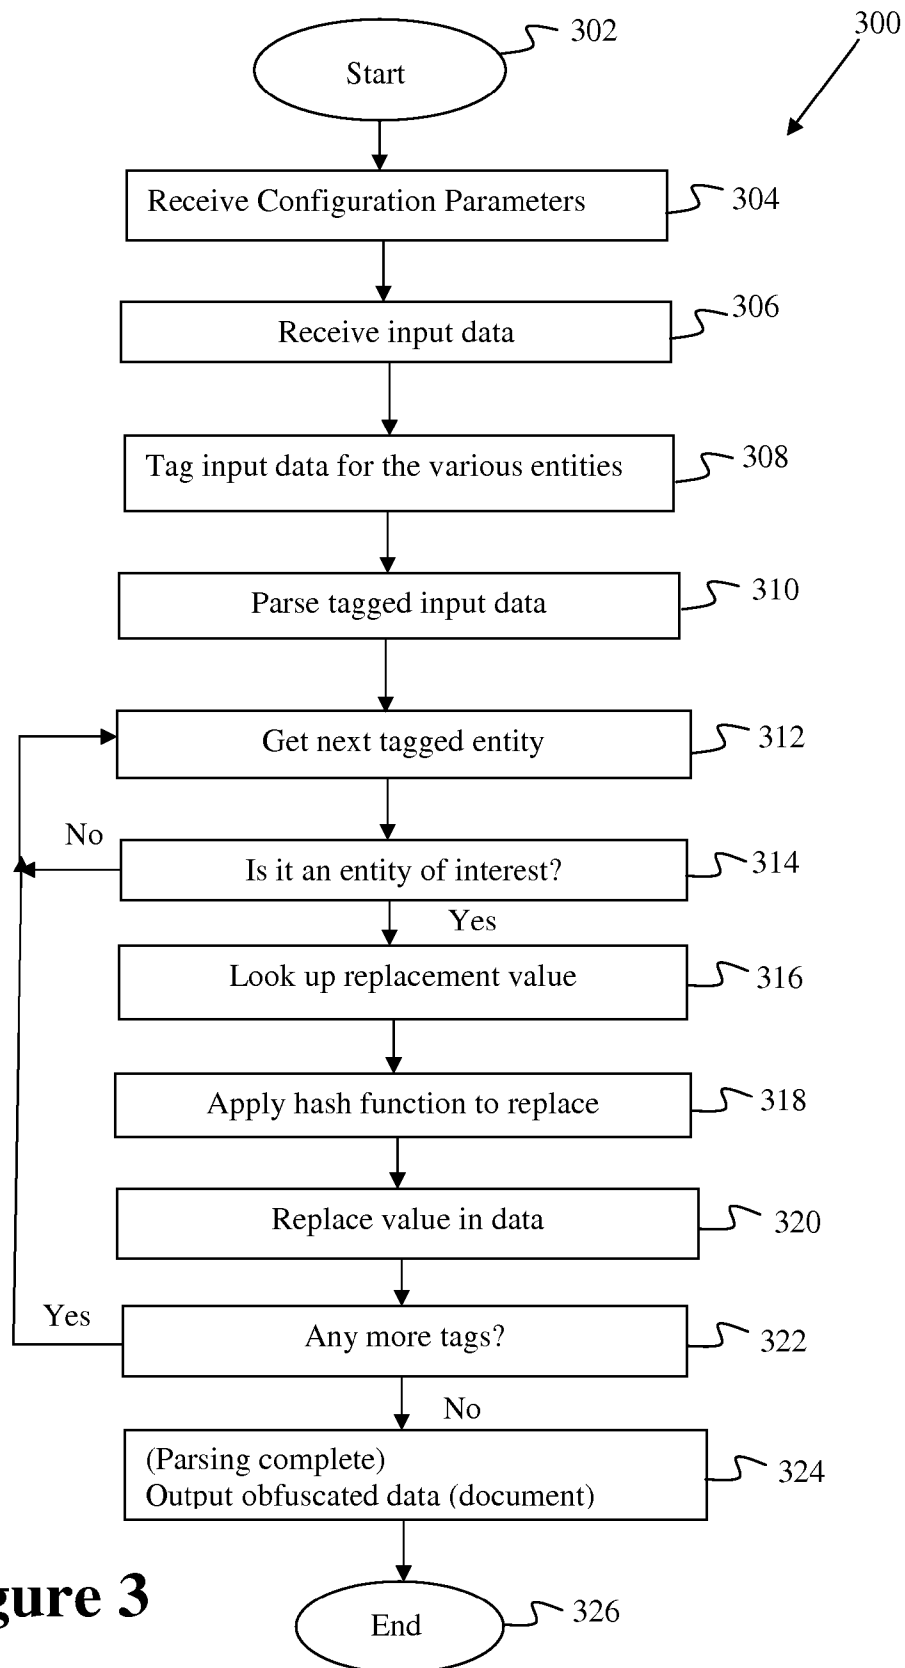 300
302
Start
Receive Configuration Parameters
304
306
Receive input data
Tag input data for the various entities
308
Parse tagged input data
310
Get next tagged entity
312
No
Is it an entity of interest?
314
Yes
Look up replacement value
316
Apply hash function to replace
318
Replace value in data
320
Yes
Any more tags?
322
No
(Parsing complete)
Output obfuscated data (document)
324
gure 3
End
326